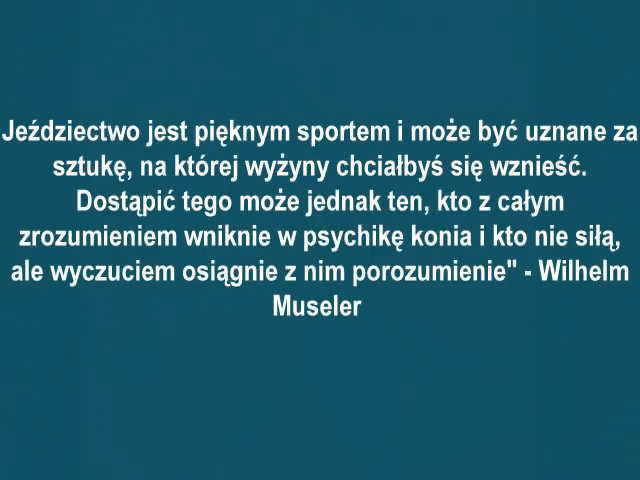 Jeździectwo jest pięknym sportem i może być uznane za
sztukę, na której wyżyny chciałbyś się wznieść.
Dostąpić tego może jednak ten, kto z całym
zrozumieniem wniknie w psychikę konia i kto nie siłą,
ale wyczuciem osiągnie z nim porozumienie" - Wilhelm
Museler